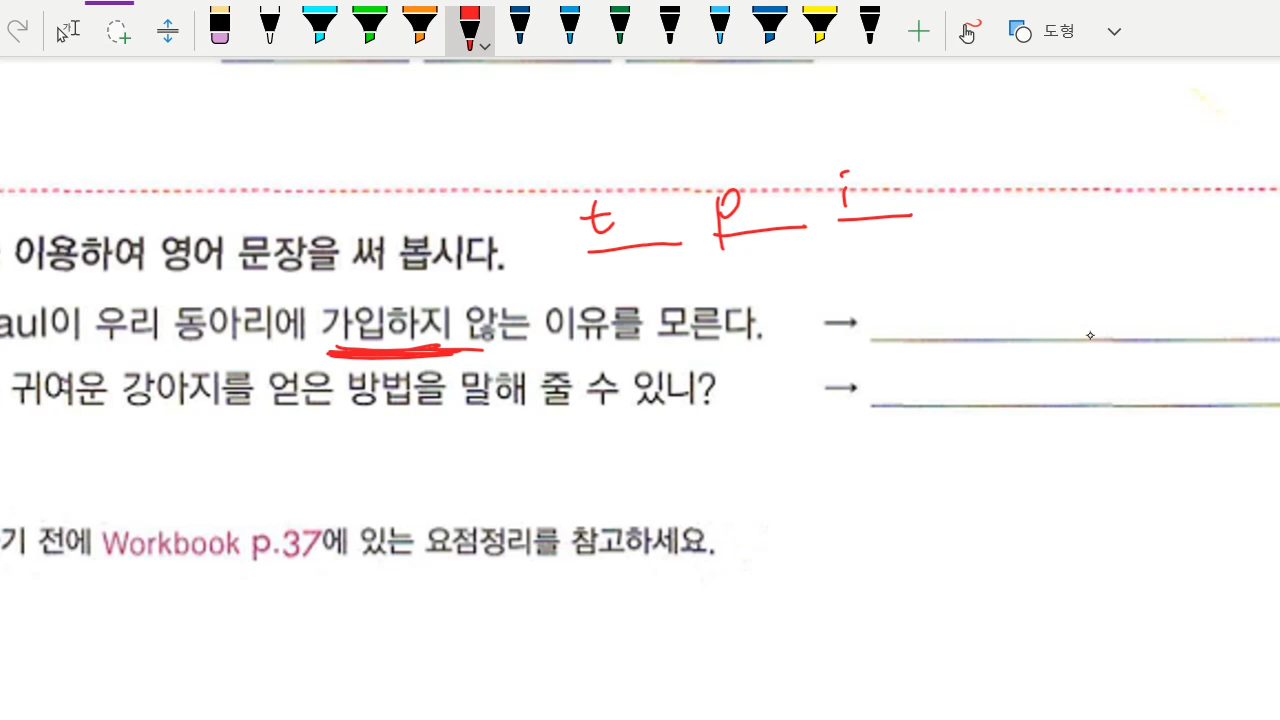 도형
t p i
이용하여 영어 문장을 써 봅시다.
aul이 우리 동아리에 가입하지 않는 이유를 모른다. →
귀여운 강아지를 얻은 방법을 말해 줄 수 있니? →
기 전에 Workbook p.37에 있는 요점정리를 참고하세요.